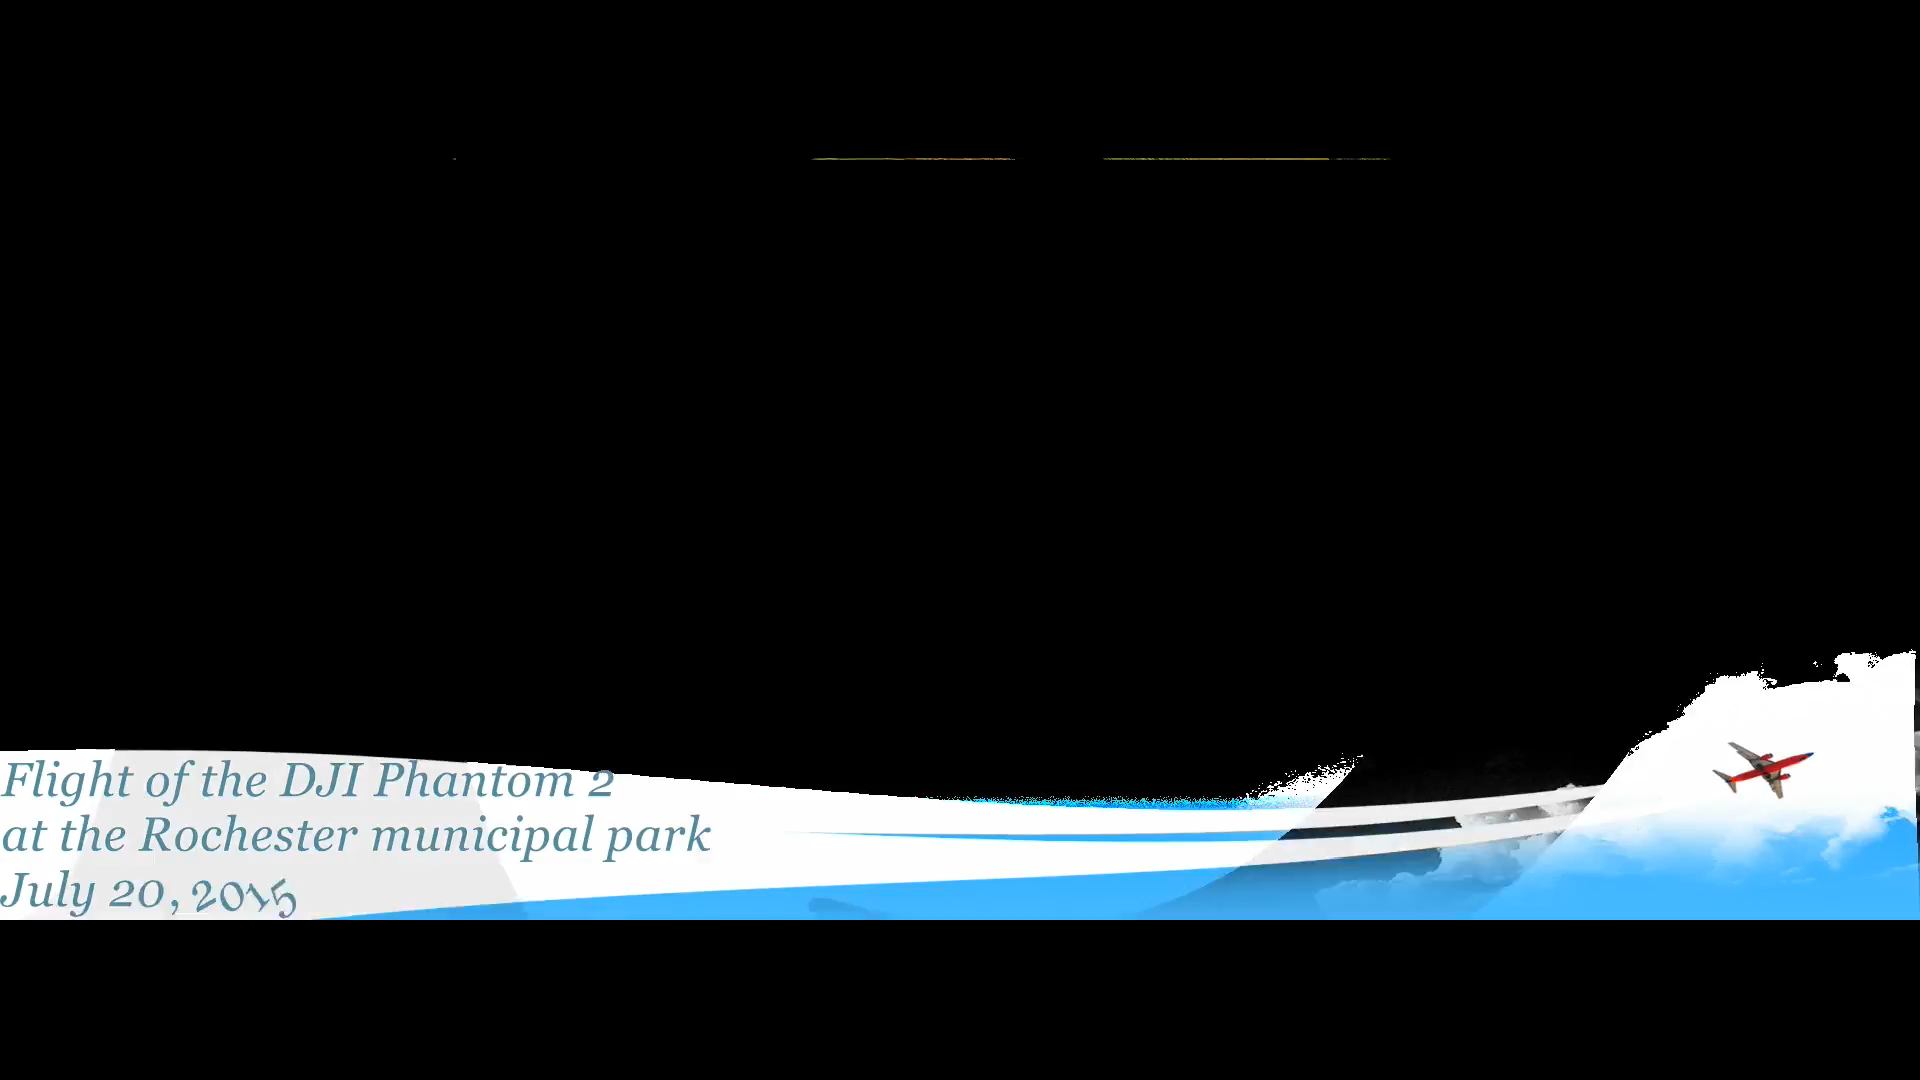 Flight of the DJI Phantom 2
at the Rochester municipal park
July 20, 2015